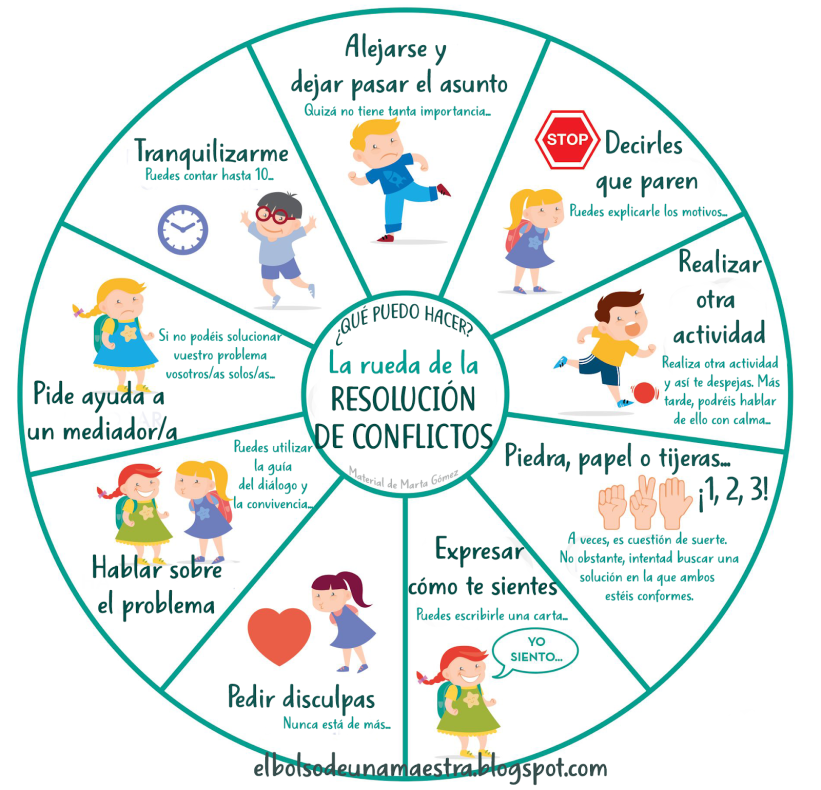 ¿QUÉ PUEDO HACER?
La rueda de la
RESOLUCIÓN
DE CONFLICTOS
Material de Marta Gómez
Alejarse y
dejar pasar el asunto
Quizá no tiene tanta importancia...
STOP
Decirles
que paren
Puedes explicarle los motivos...
Realizar
otra
actividad
Realiza otra actividad
y así te despejas. Más
tarde, podréis hablar
de ello con calma...
Piedra, papel o tijeras...
¡1, 2, 3!
A veces, es cuestión de suerte.
No obstante, intentad buscar una
solución en la que ambos
estéis conformes.
Expresar
cómo te sientes
Puedes escribirle una carta...
YO
SIENTO...
Pedir disculpas
Nunca está de más...
Puedes utilizar
la guía
del diálogo y
la convivencia...
Hablar sobre
el problema
Si no podéis solucionar
vuestro problema
vosotros/as solos/as...
Pide ayuda a
un mediador/a
Tranquilizarme
Puedes contar hasta 10...
elbolsodeunamaestra.blogspot.com